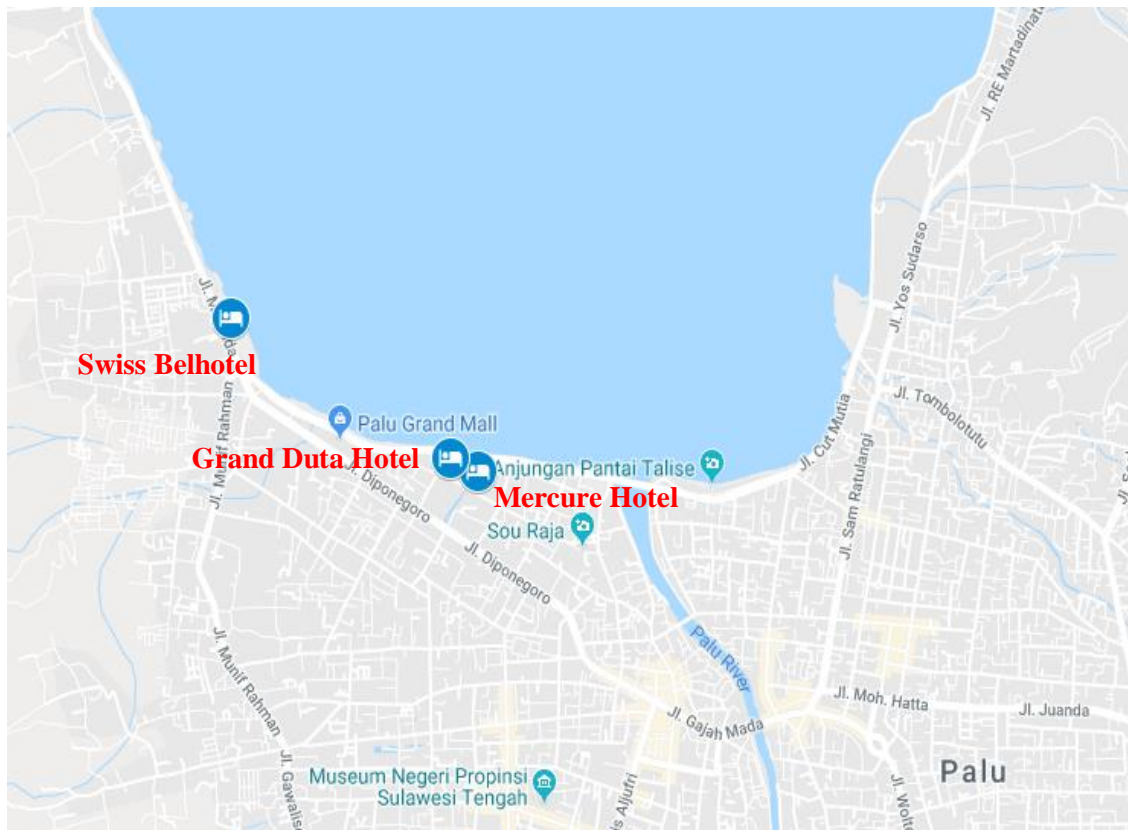 Jl. RE Martadinata
Jl. Yos Sudarso
Swiss Belhotel
Jl. Munif Rahman
Palu Grand Mall
Grand Duta Hotel
Jl. Diponegoro
Anjungan Pantai Talise
Mercure Hotel
Sou Raja
Jl. Cut Mutia
Jl. Tombolotutu
Jl. Sam Ratulangi
Jl. Diponegoro
Palu River
Jl. Munif Rahman
Jl. Gajah Mada
Jl. Moh. Hatta
Jl. Juanda
Jl. Gawalise
Museum Negeri Propinsi
Sulawesi Tengah
Palu